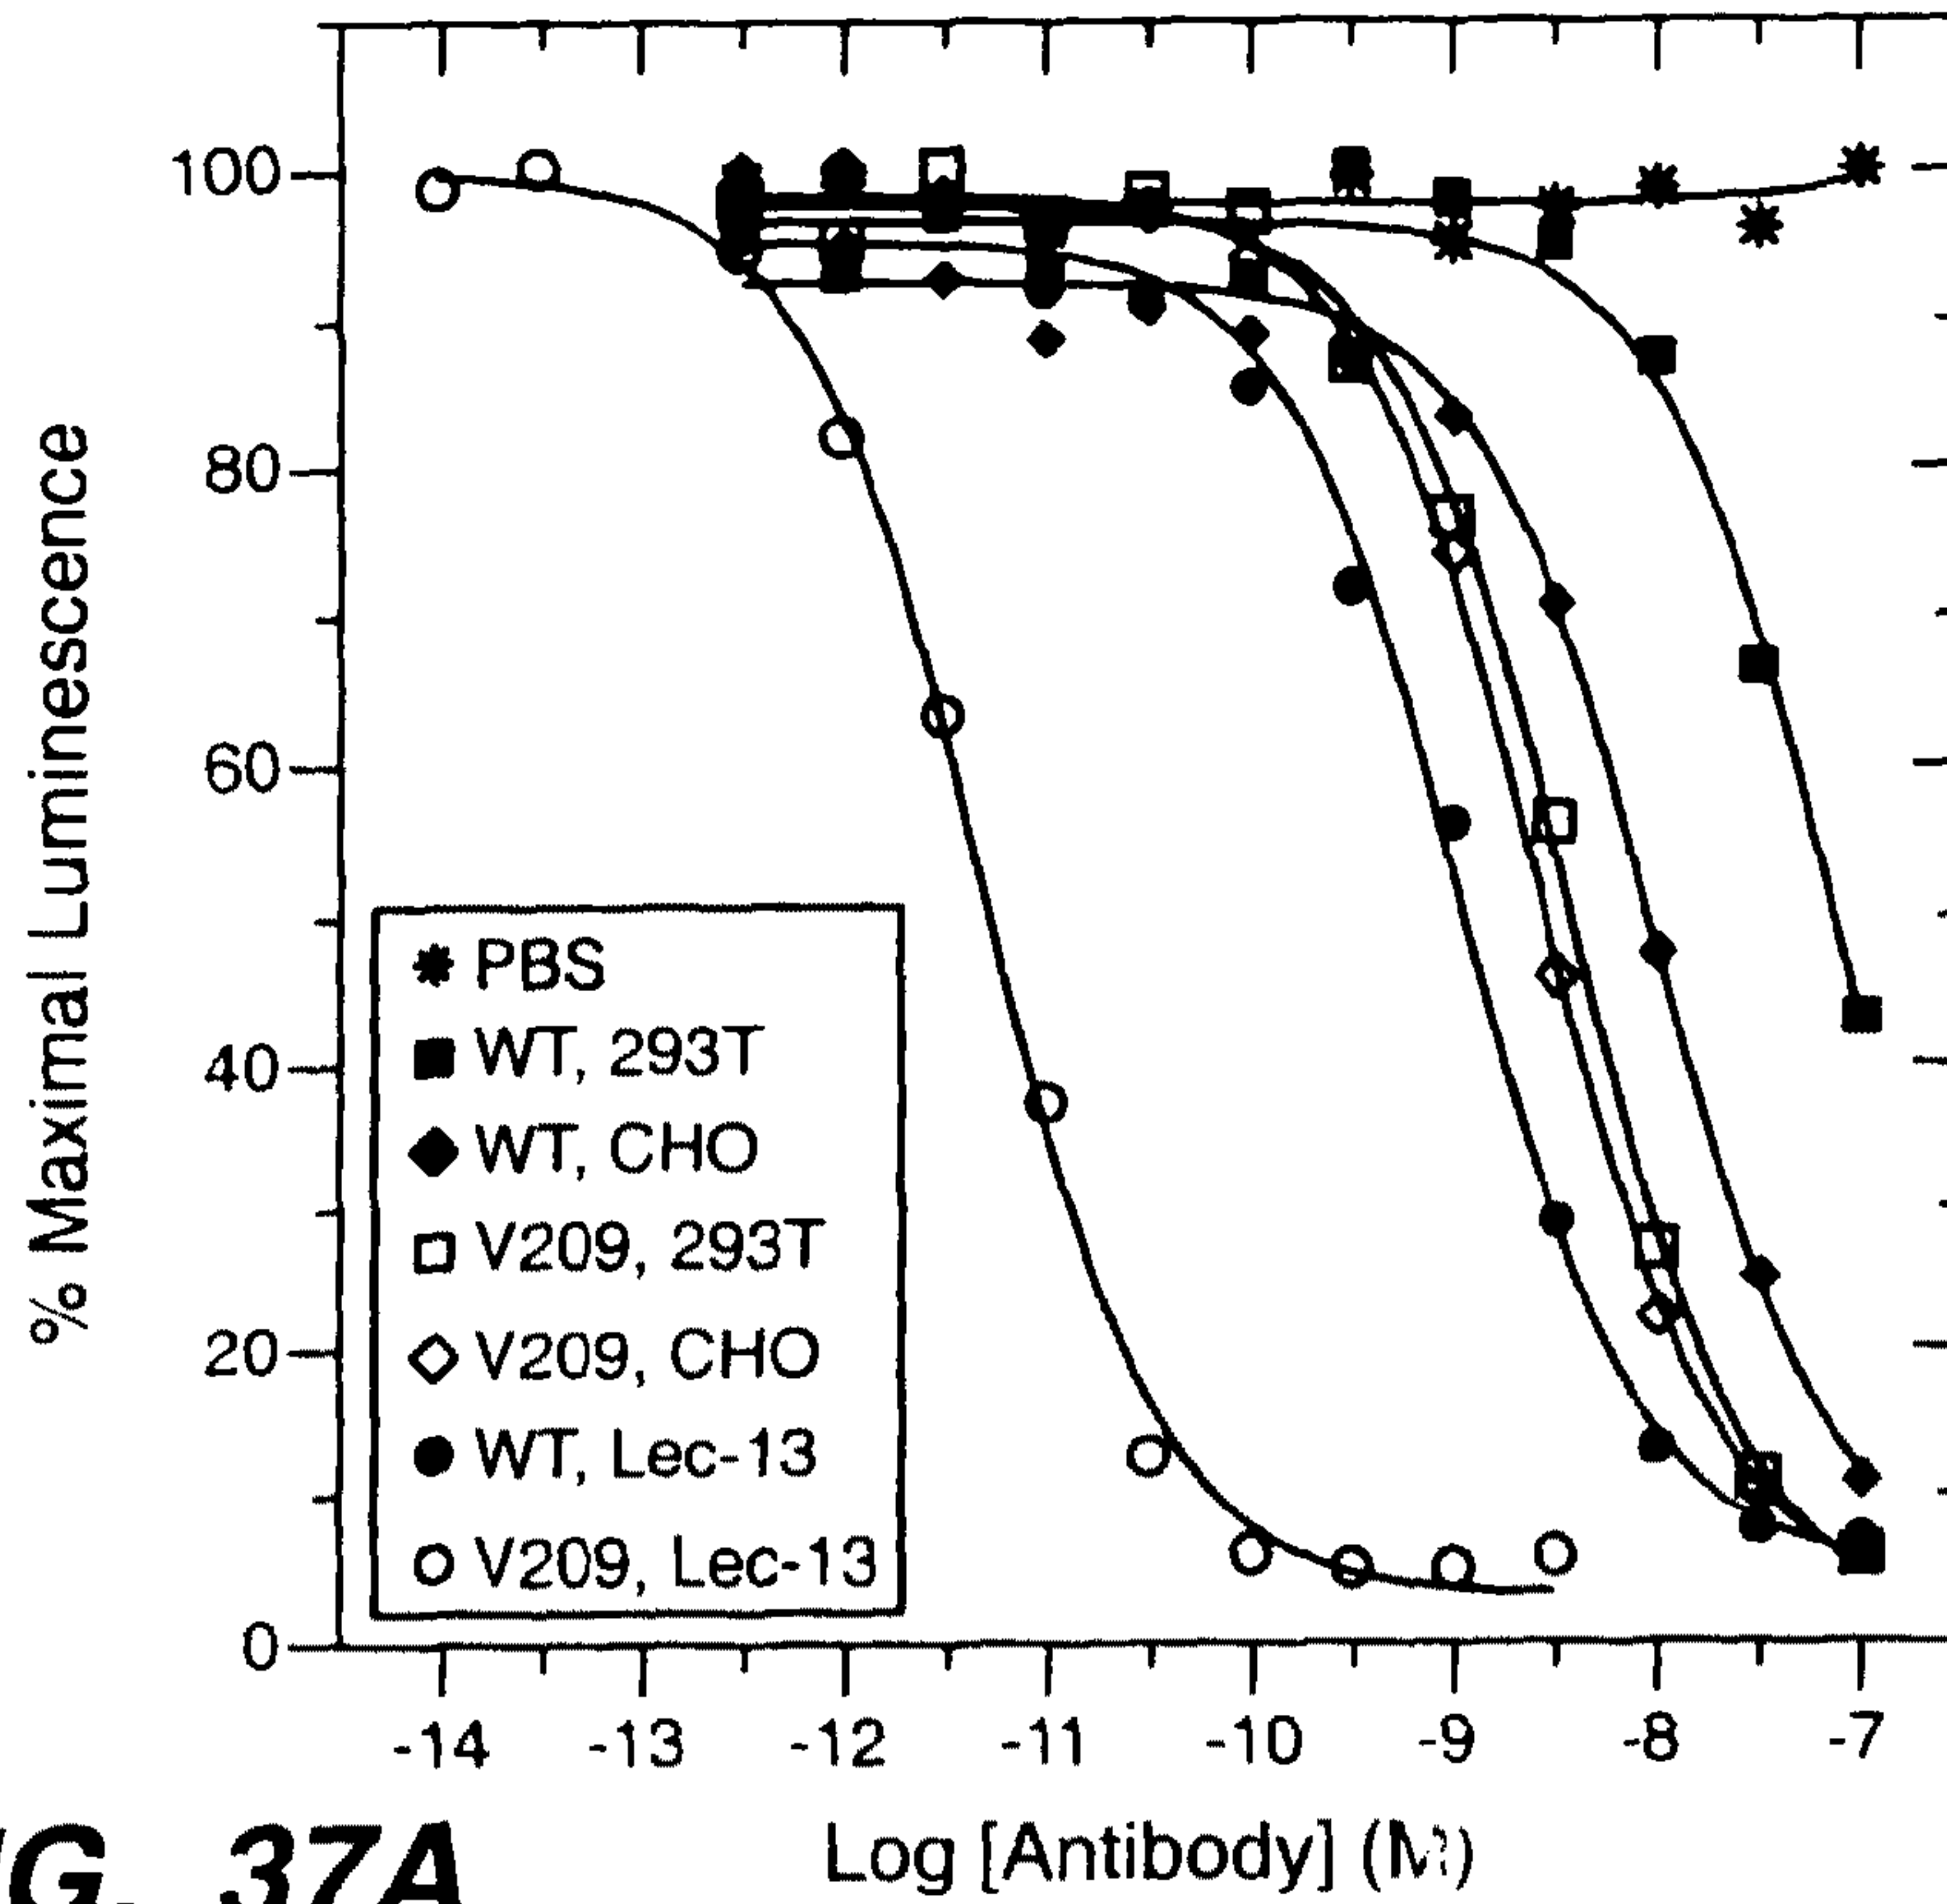 100
80
60
40
20
0
% Maximal Luminescence
PBS
WT, 293T
WT, CHO
V209, 293T
V209, CHO
WT, Lec-13
V209, Lec-13
-14 -13 -12 -11 -10 -9 -8 -7
Log [Antibody] (M)
G. 37A